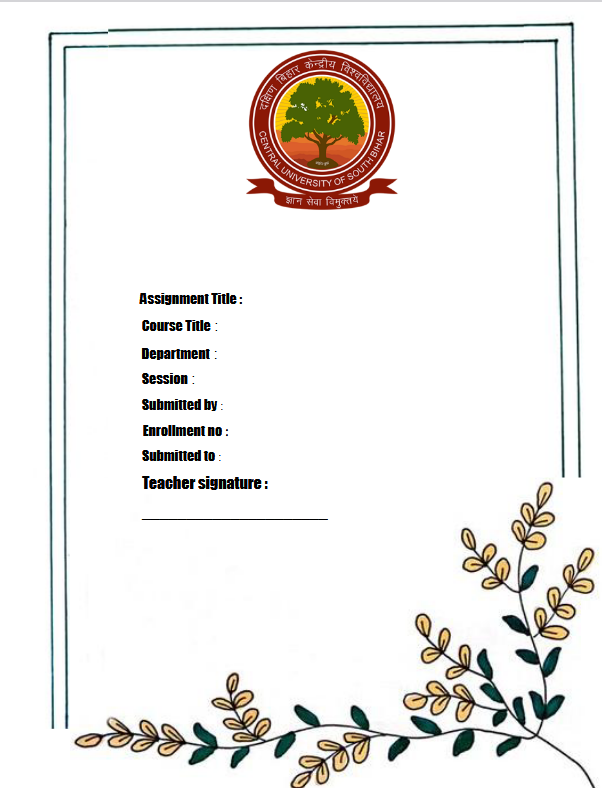 दक्षिण बिहार केन्द्रीय विश्वविद्यालय
CENTRAL UNIVERSITY OF SOUTH BIHAR
ज्ञान सेवा विमुक्तये
Assignment Title :
Course Title :
Department :
Session :
Submitted by :
Enrollment no :
Submitted to :
Teacher signature :